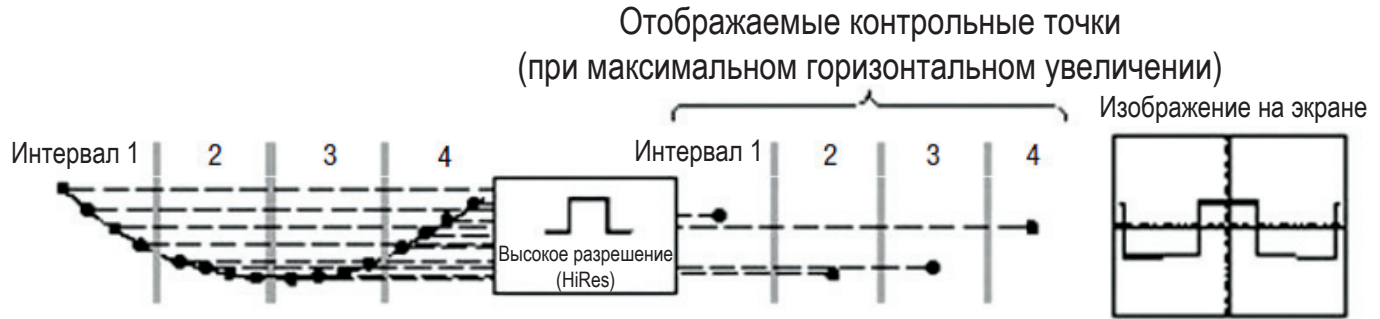 Отображаемые контрольные точки
(при максимальном горизонтальном увеличении)
Изображение на экране
Интервал 1 2 3 4
Интервал 1 2 3 4
Высокое разрешение
(HiRes)